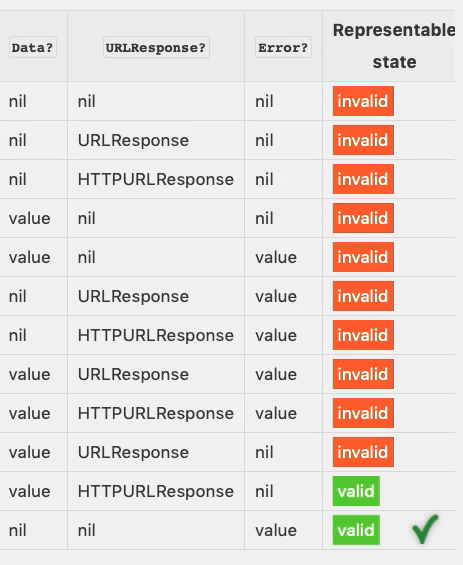 Data? URLResponse? Error? Representable state
nil nil nil invalid
nil URLResponse nil invalid
nil HTTPURLResponse nil invalid
value nil nil invalid
value nil value invalid
nil URLResponse value invalid
nil HTTPURLResponse value invalid
value URLResponse value invalid
value HTTPURLResponse value invalid
value URLResponse nil invalid
value HTTPURLResponse nil valid
nil nil value valid